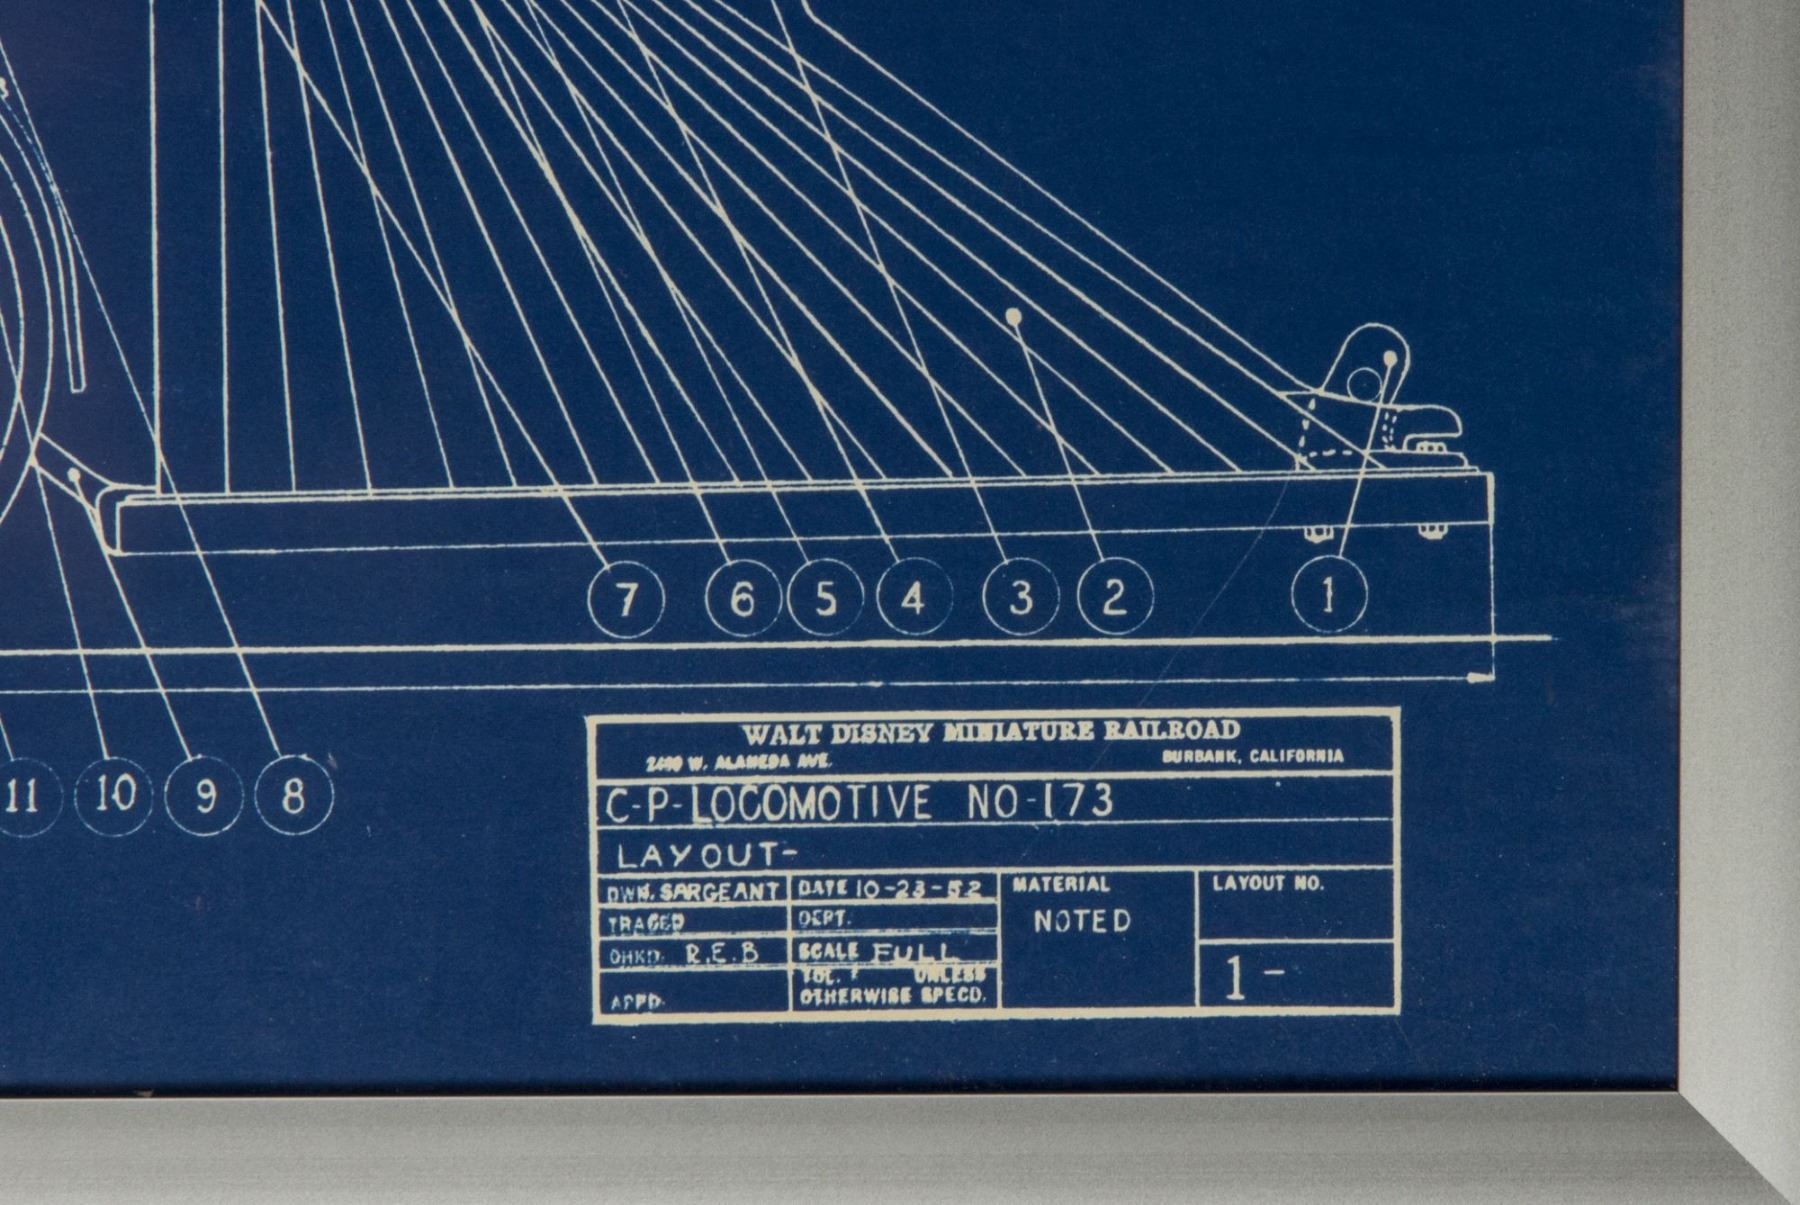 7 6 5 4 3 2 1
11 10 9 8
WALT DISNEY MINIATURE RAILROAD
W. ALAMEDA AVE. BURBANK, CALIFORNIA
C-P-LOCOMOTIVE NO-173
LAYOUT-
DWN. SARGEANT DATE 10-23-52 MATERIAL LAYOUT NO.
TRACED DEPT. NOTED
CHKD. R.E.B SCALE FULL 1-
TOL. ± UNLESS
APPD. OTHERWISE SPECD.